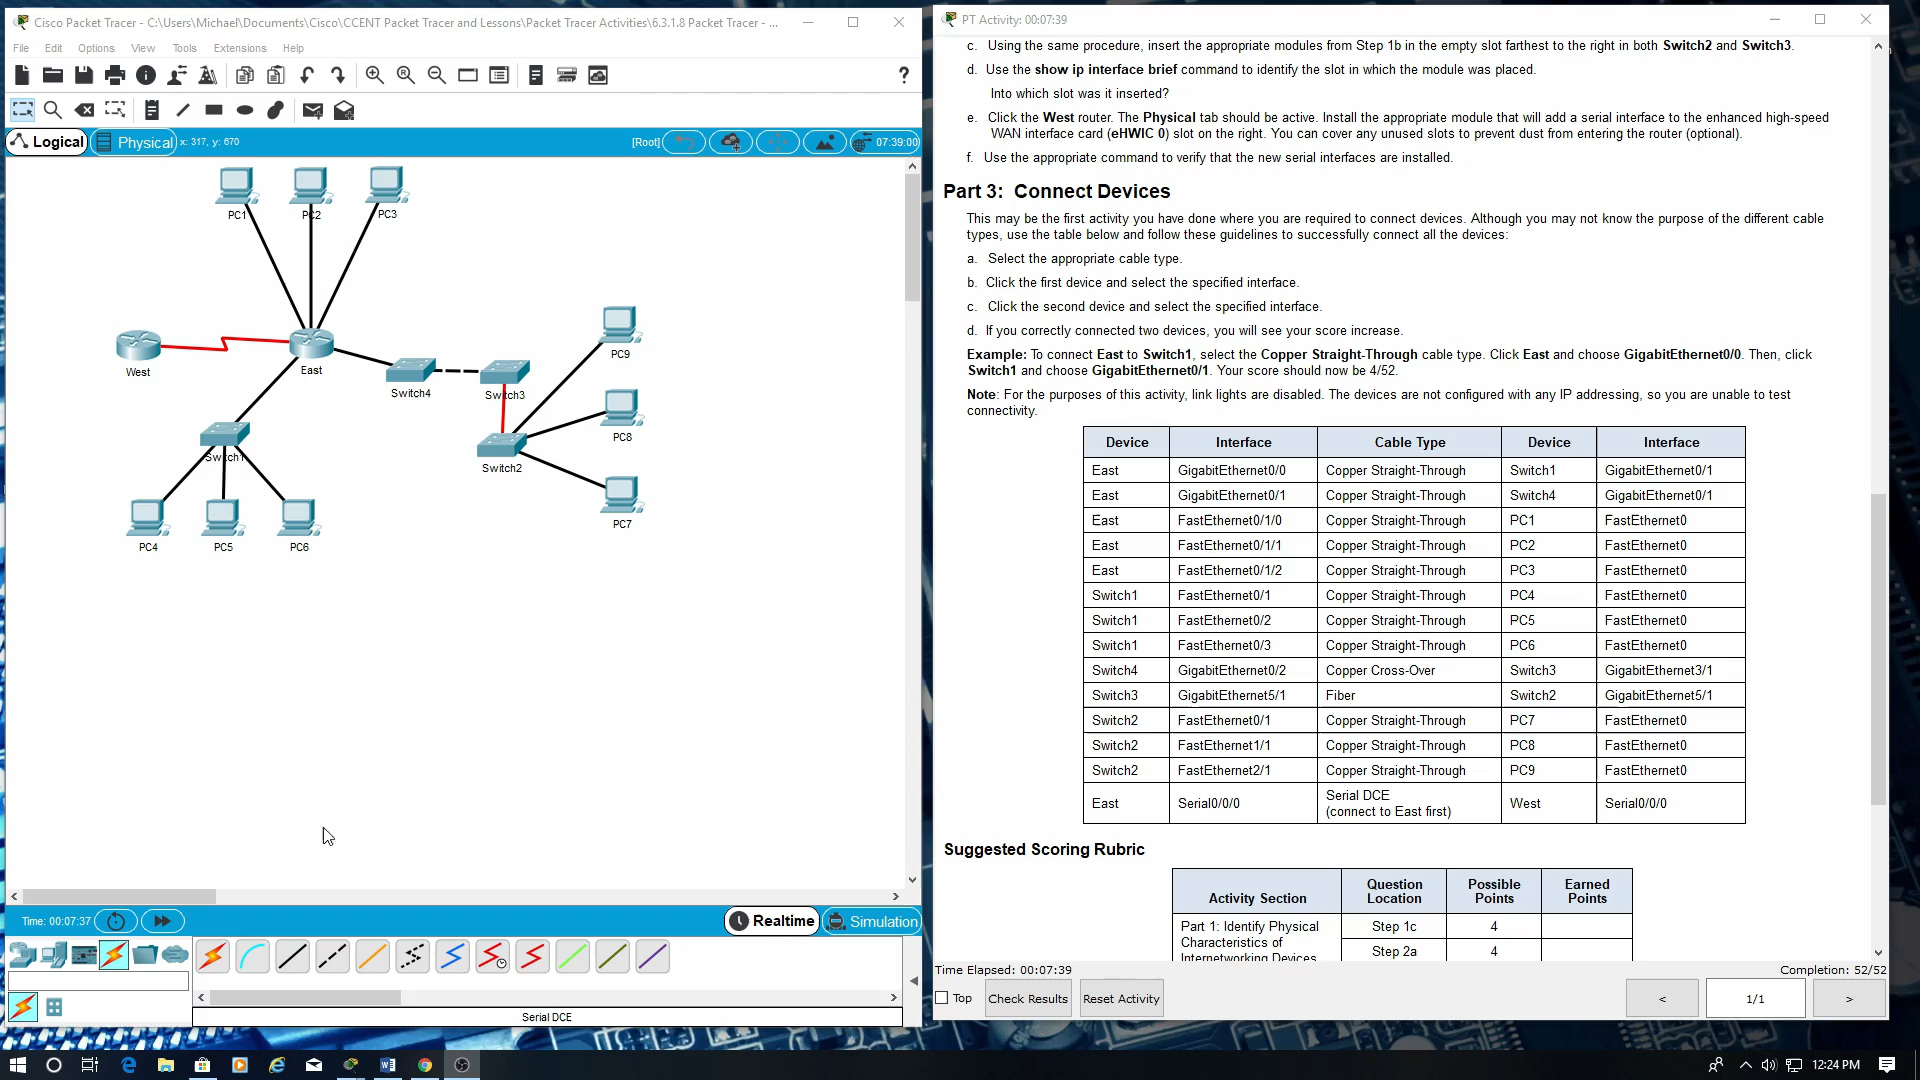 Cisco Packet Tracer - C:\Users\Michael\Documents\Cisco\CCENT Packet Tracer and Lessons\Packet Tracer Activities\6.3.1.8 Packet Tracer - ...
File Edit Options View Tools Extensions Help
?
Logical Physical x: 317, y: 670 [Root] 07:39:00
PC1 PC2 PC3
West East
Switch4 Switch3
PC9
PC8
Switch1
Switch2
PC7
PC4 PC5 PC6
Time: 00:07:37 Realtime Simulation
Serial DCE
PT Activity: 00:07:39
c. Using the same procedure, insert the appropriate modules from Step 1b in the empty slot farthest to the right in both Switch2 and Switch3.
d. Use the show ip interface brief command to identify the slot in which the module was placed.
Into which slot was it inserted?
e. Click the West router. The Physical tab should be active. Install the appropriate module that will add a serial interface to the enhanced high-speed
WAN interface card (eHWIC 0) slot on the right. You can cover any unused slots to prevent dust from entering the router (optional).
f. Use the appropriate command to verify that the new serial interfaces are installed.
Part 3: Connect Devices
This may be the first activity you have done where you are required to connect devices. Although you may not know the purpose of the different cable
types, use the table below and follow these guidelines to successfully connect all the devices:
a. Select the appropriate cable type.
b. Click the first device and select the specified interface.
c. Click the second device and select the specified interface.
d. If you correctly connected two devices, you will see your score increase.
Example: To connect East to Switch1, select the Copper Straight-Through cable type. Click East and choose GigabitEthernet0/0. Then, click
Switch1 and choose GigabitEthernet0/1. Your score should now be 4/52.
Note: For the purposes of this activity, link lights are disabled. The devices are not configured with any IP addressing, so you are unable to test
connectivity.
Device Interface Cable Type Device Interface
East GigabitEthernet0/0 Copper Straight-Through Switch1 GigabitEthernet0/1
East GigabitEthernet0/1 Copper Straight-Through Switch4 GigabitEthernet0/1
East FastEthernet0/1/0 Copper Straight-Through PC1 FastEthernet0
East FastEthernet0/1/1 Copper Straight-Through PC2 FastEthernet0
East FastEthernet0/1/2 Copper Straight-Through PC3 FastEthernet0
Switch1 FastEthernet0/1 Copper Straight-Through PC4 FastEthernet0
Switch1 FastEthernet0/2 Copper Straight-Through PC5 FastEthernet0
Switch1 FastEthernet0/3 Copper Straight-Through PC6 FastEthernet0
Switch4 GigabitEthernet0/2 Copper Cross-Over Switch3 GigabitEthernet3/1
Switch3 GigabitEthernet5/1 Fiber Switch2 GigabitEthernet5/1
Switch2 FastEthernet0/1 Copper Straight-Through PC7 FastEthernet0
Switch2 FastEthernet1/1 Copper Straight-Through PC8 FastEthernet0
Switch2 FastEthernet2/1 Copper Straight-Through PC9 FastEthernet0
East Serial0/0/0 Serial DCE
(connect to East first) West Serial0/0/0
Suggested Scoring Rubric
Activity Section Question Location Possible Points Earned Points
Part 1: Identify Physical Step 1c 4
Characteristics of
Internetworking Devices Step 2a 4
Time Elapsed: 00:07:39 Completion: 52/52
Top Check Results Reset Activity < 1/1 >
12:24 PM